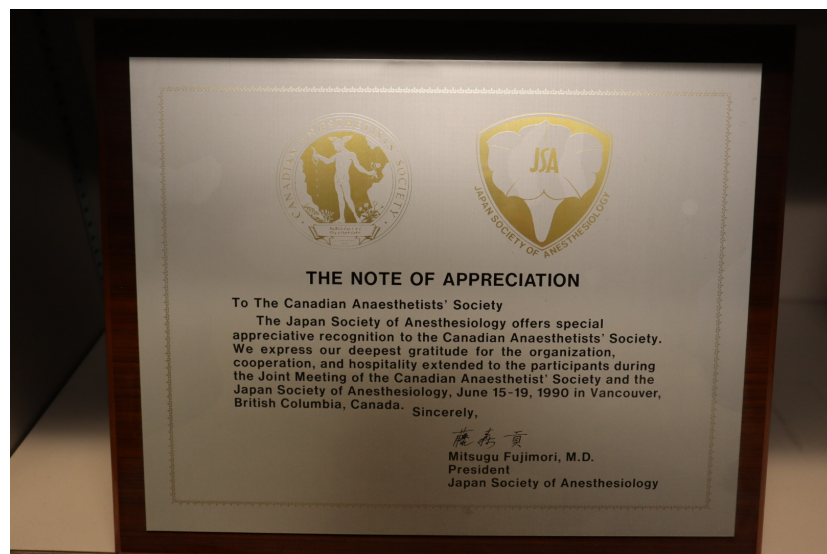 CANADIAN ANAESTHETISTS' SOCIETY
JSA
JAPAN SOCIETY OF ANESTHESIOLOGY
THE NOTE OF APPRECIATION
To The Canadian Anaesthetists' Society
The Japan Society of Anesthesiology offers special
appreciative recognition to the Canadian Anaesthetists' Society.
We express our deepest gratitude for the organization,
cooperation, and hospitality extended to the participants during
the Joint Meeting of the Canadian Anaesthetist' Society and the
Japan Society of Anesthesiology, June 15-19, 1990 in Vancouver,
British Columbia, Canada.
Sincerely,
Mitsugu Fujimori, M.D.
President
Japan Society of Anesthesiology